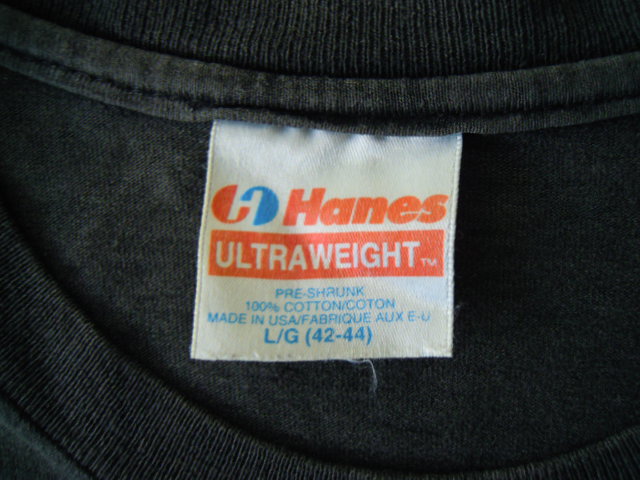 Hanes
ULTRAWEIGHT™
PRE-SHRUNK
100% COTTON/COTON
MADE IN USA/FABRIQUE AUX E-U
L/G (42-44)